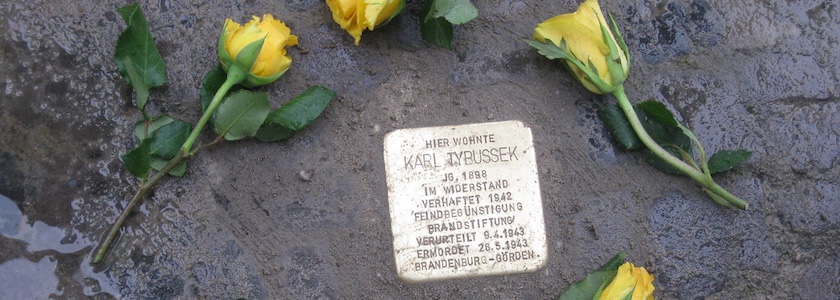 HIER WOHNTE
KARL TYBUSSEK
JG. 1898
IM WIDERSTAND
VERHAFTET 1942
FEINDBEGÜNSTIGUNG
BRANDSTIFTUNG
VERURTEILT 9.4.1943
ERMORDET 26.5.1943
BRANDENBURG-GÖRDEN